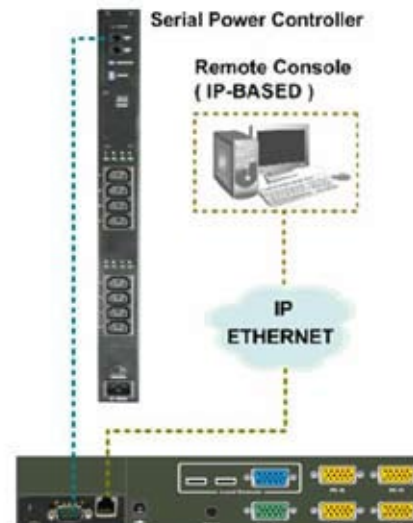 Serial Power Controller
Remote Console
( IP-BASED )
IP
ETHERNET